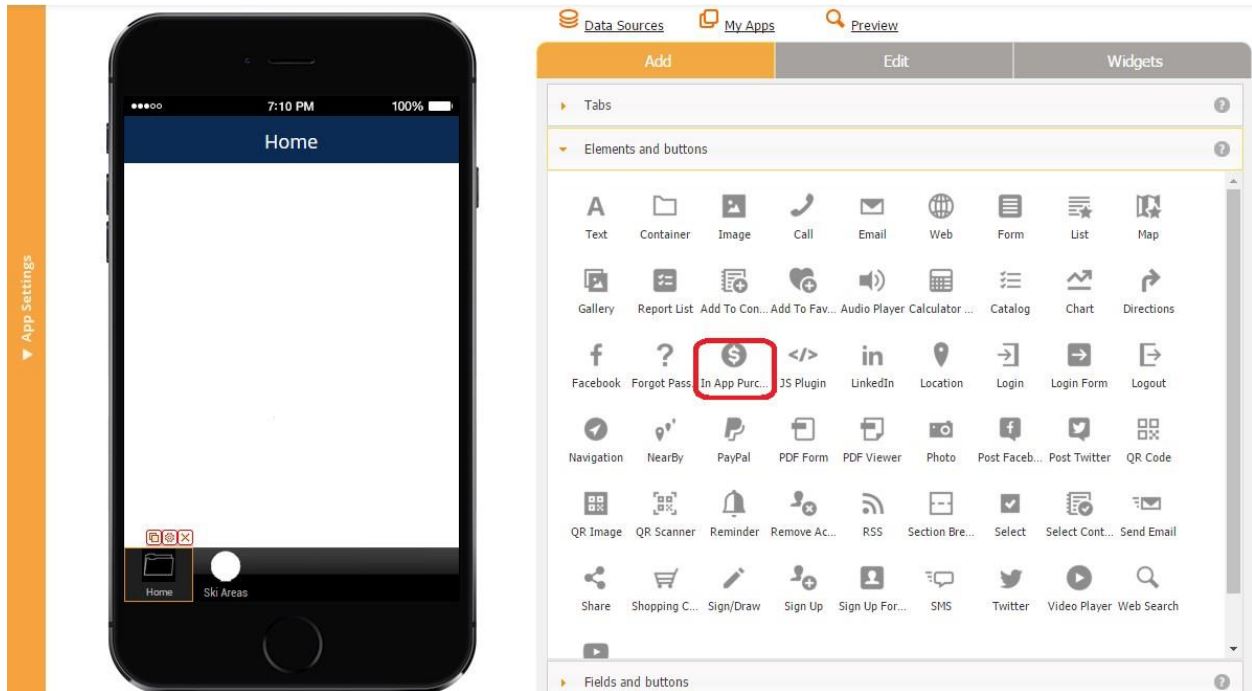 Data Sources My Apps Preview
Add Edit Widgets
7:10 PM 100%
Tabs ?
Home
Elements and buttons ?
Text Container Image Call Email Web Form List Map
▼ App Settings
Gallery Report List Add To Con... Add To Fav... Audio Player Calculator ... Catalog Chart Directions
Facebook Forgot Pass. In App Purc... JS Plugin LinkedIn Location Login Login Form Logout
Navigation NearBy PayPal PDF Form PDF Viewer Photo Post Faceb... Post Twitter QR Code
QR Image QR Scanner Reminder Remove Ac... RSS Section Bre... Select Select Cont... Send Email
Home Ski Areas
Share Shopping C... Sign/Draw Sign Up Sign Up For... SMS Twitter Video Player Web Search
Fields and buttons ?